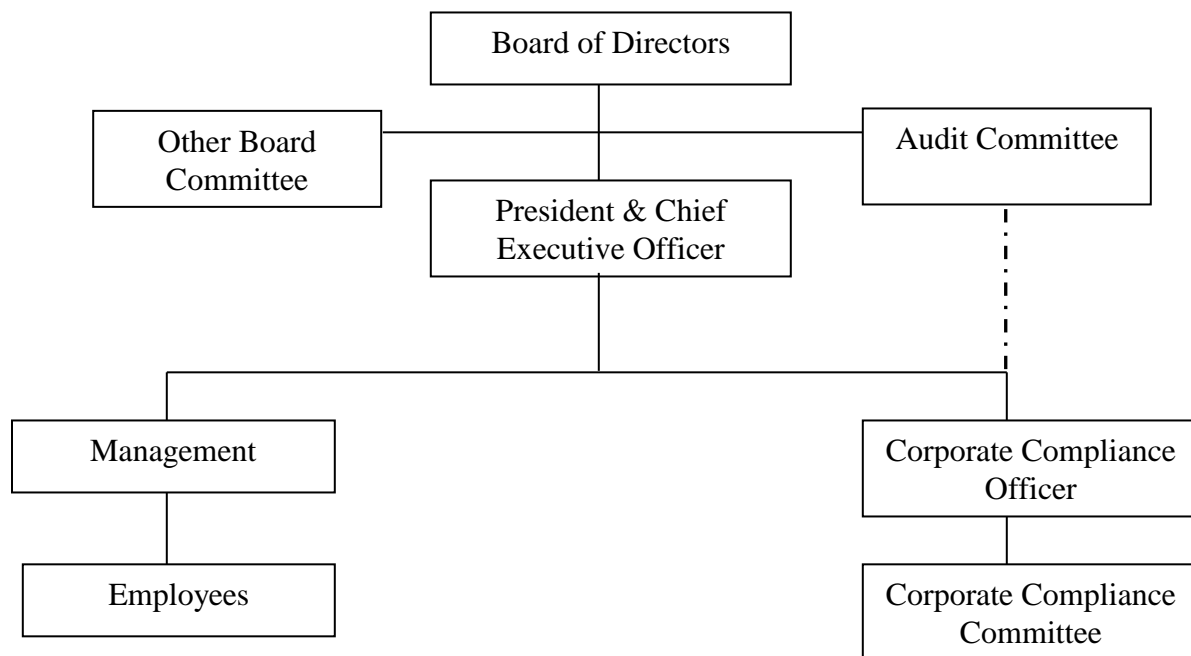 Board of Directors
Other Board
Committee
Audit Committee
President & Chief
Executive Officer
Management
Corporate Compliance
Officer
Employees
Corporate Compliance
Committee